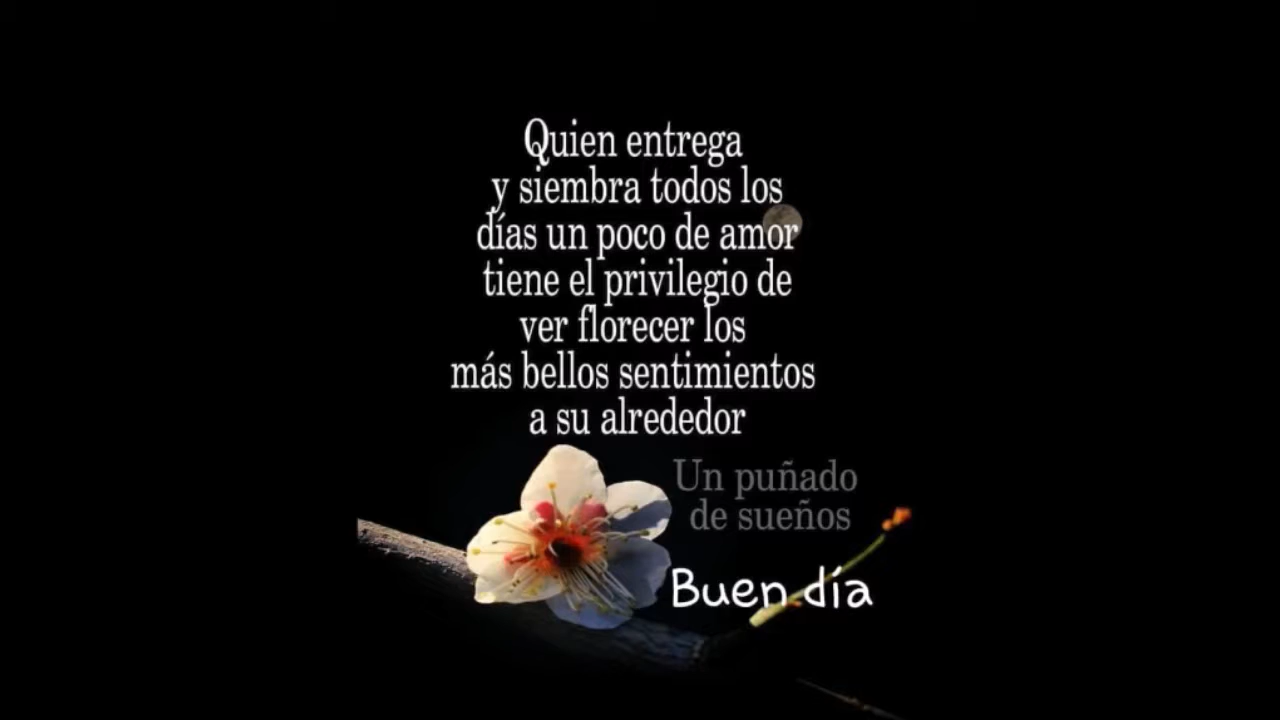 Quien entrega
y siembra todos los
días un poco de amor
tiene el privilegio de
ver florecer los
más bellos sentimientos
a su alrededor
Un puñado
de sueños
Buen día